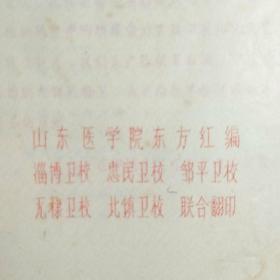 山东医学院东方红编
淄博卫校 惠民卫校 邹平卫校
无棣卫校 北镇卫校 联合翻印